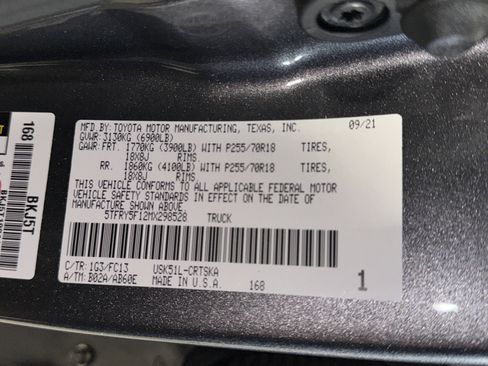 MFD.BY: TOYOTA MOTOR MANUFACTURING, TEXAS, INC. 09/21
GVWR: 3130KG (6900LB)
GAWR: FRT. 1770KG (3900LB) WITH P255/70R18 TIRES,
18X8J RIMS.
RR. 1860KG (4100LB) WITH P255/70R18 TIRES,
18X8J RIMS.
THIS VEHICLE CONFORMS TO ALL APPLICABLE FEDERAL MOTOR
VEHICLE SAFETY STANDARDS IN EFFECT ON THE DATE OF
MANUFACTURE SHOWN ABOVE
5TFRY5F12MX298528 TRUCK
C/TR: 1G3/FC13 USK51L-CRTSKA
A/TM: B02A/AB60E MADE IN U.S.A. 168 1
168
BKJ5T